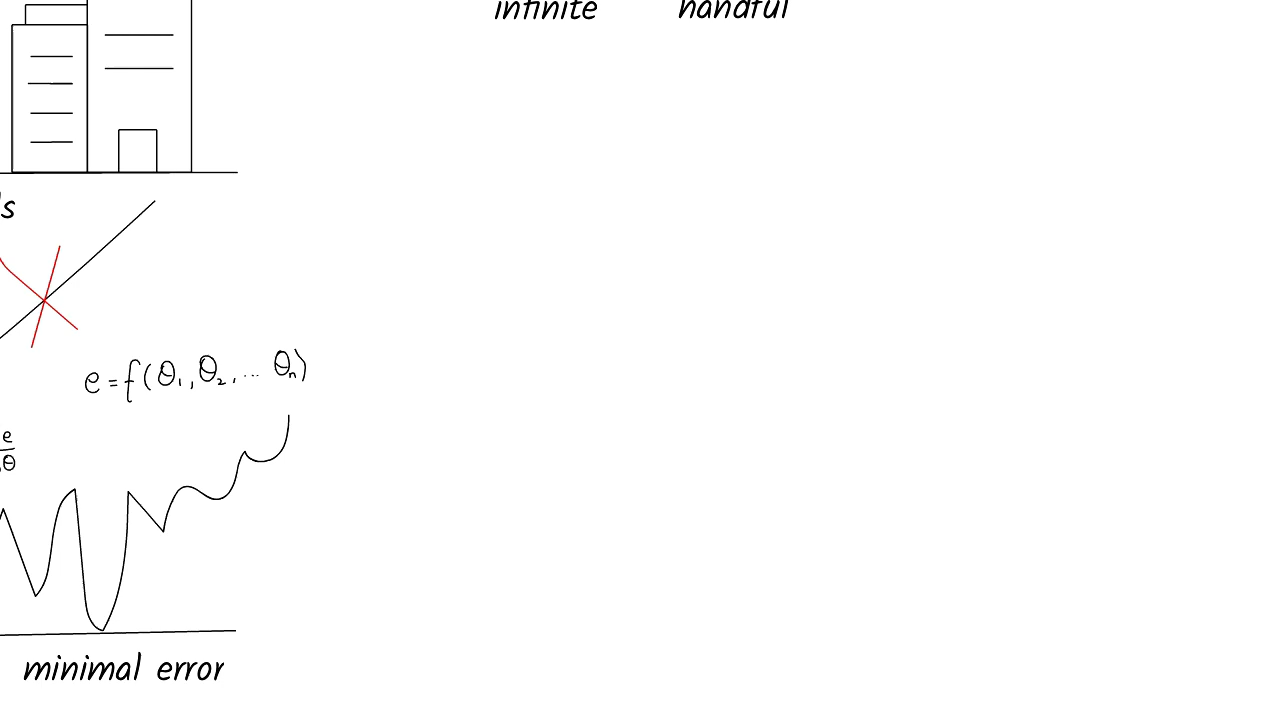 infinite handful
e = f(θ₁, θ₂, ... θₙ)
e
θ
minimal error